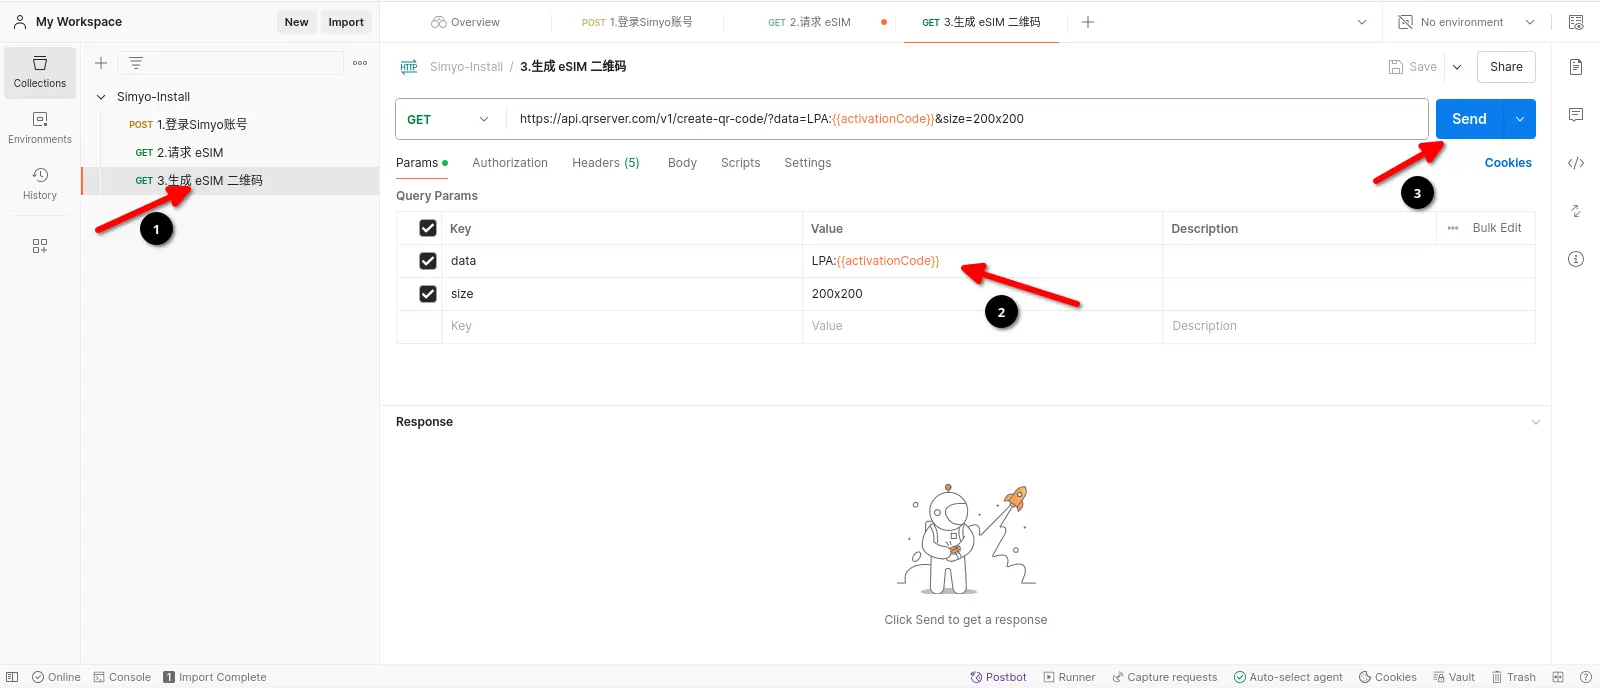 My Workspace
New
Import
Overview
POST 1.登录Simyo账号
GET 2.请求 eSIM
GET 3.生成 eSIM 二维码
No environment
Collections
Environments
History
Simyo-Install
POST 1.登录Simyo账号
GET 2.请求 eSIM
GET 3.生成 eSIM 二维码
1
HTTP
Simyo-Install / 3.生成 eSIM 二维码
Save
Share
GET
https://api.qrserver.com/v1/create-qr-code/?data=LPA:{{activationCode}}&size=200x200
Send
3
Params
Authorization
Headers (5)
Body
Scripts
Settings
Cookies
Query Params
Key
Value
Description
Bulk Edit
data
LPA:{{activationCode}}
2
size
200x200
Key
Value
Description
Response
Click Send to get a response
Online
Console
1 Import Complete
Postbot
Runner
Capture requests
Auto-select agent
Cookies
Vault
Trash